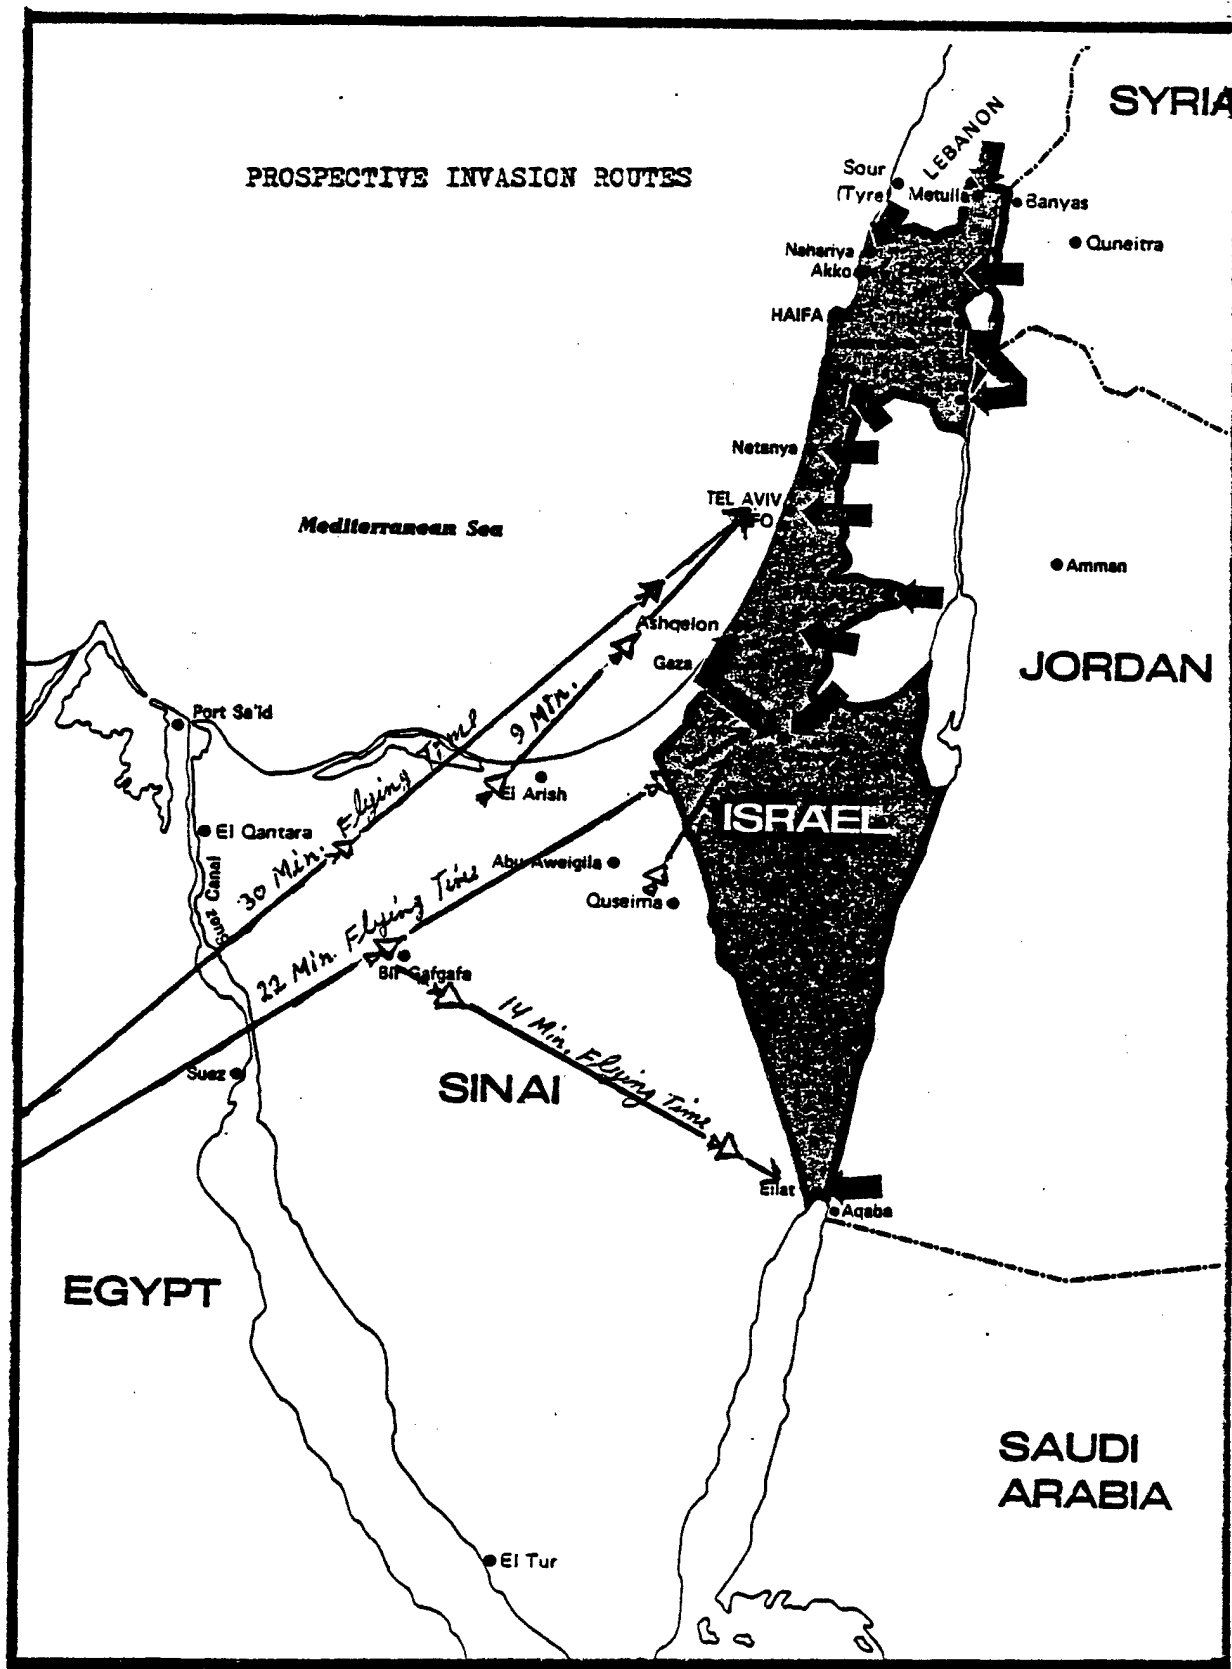 SYRIA
LEBANON
PROSPECTIVE INVASION ROUTES
Sour
(Tyre)
Metulla
Banyas
Quneitra
Nahariya
Akko
HAIFA
Netanya
TEL AVIV
Mediterranean Sea
Amman
Ashqelon
Gaza
JORDAN
Port Sa'id
9 Min.
El Arish
ISRAEL
El Qantara
30 Min. Flying Time
Abu Aweigila
Suez Canal
Quseima
22 Min. Flying Time
Bir Gafgafa
14 Min. Flying Time
Suez
SINAI
Eilat
Aqaba
EGYPT
SAUDI
ARABIA
El Tur